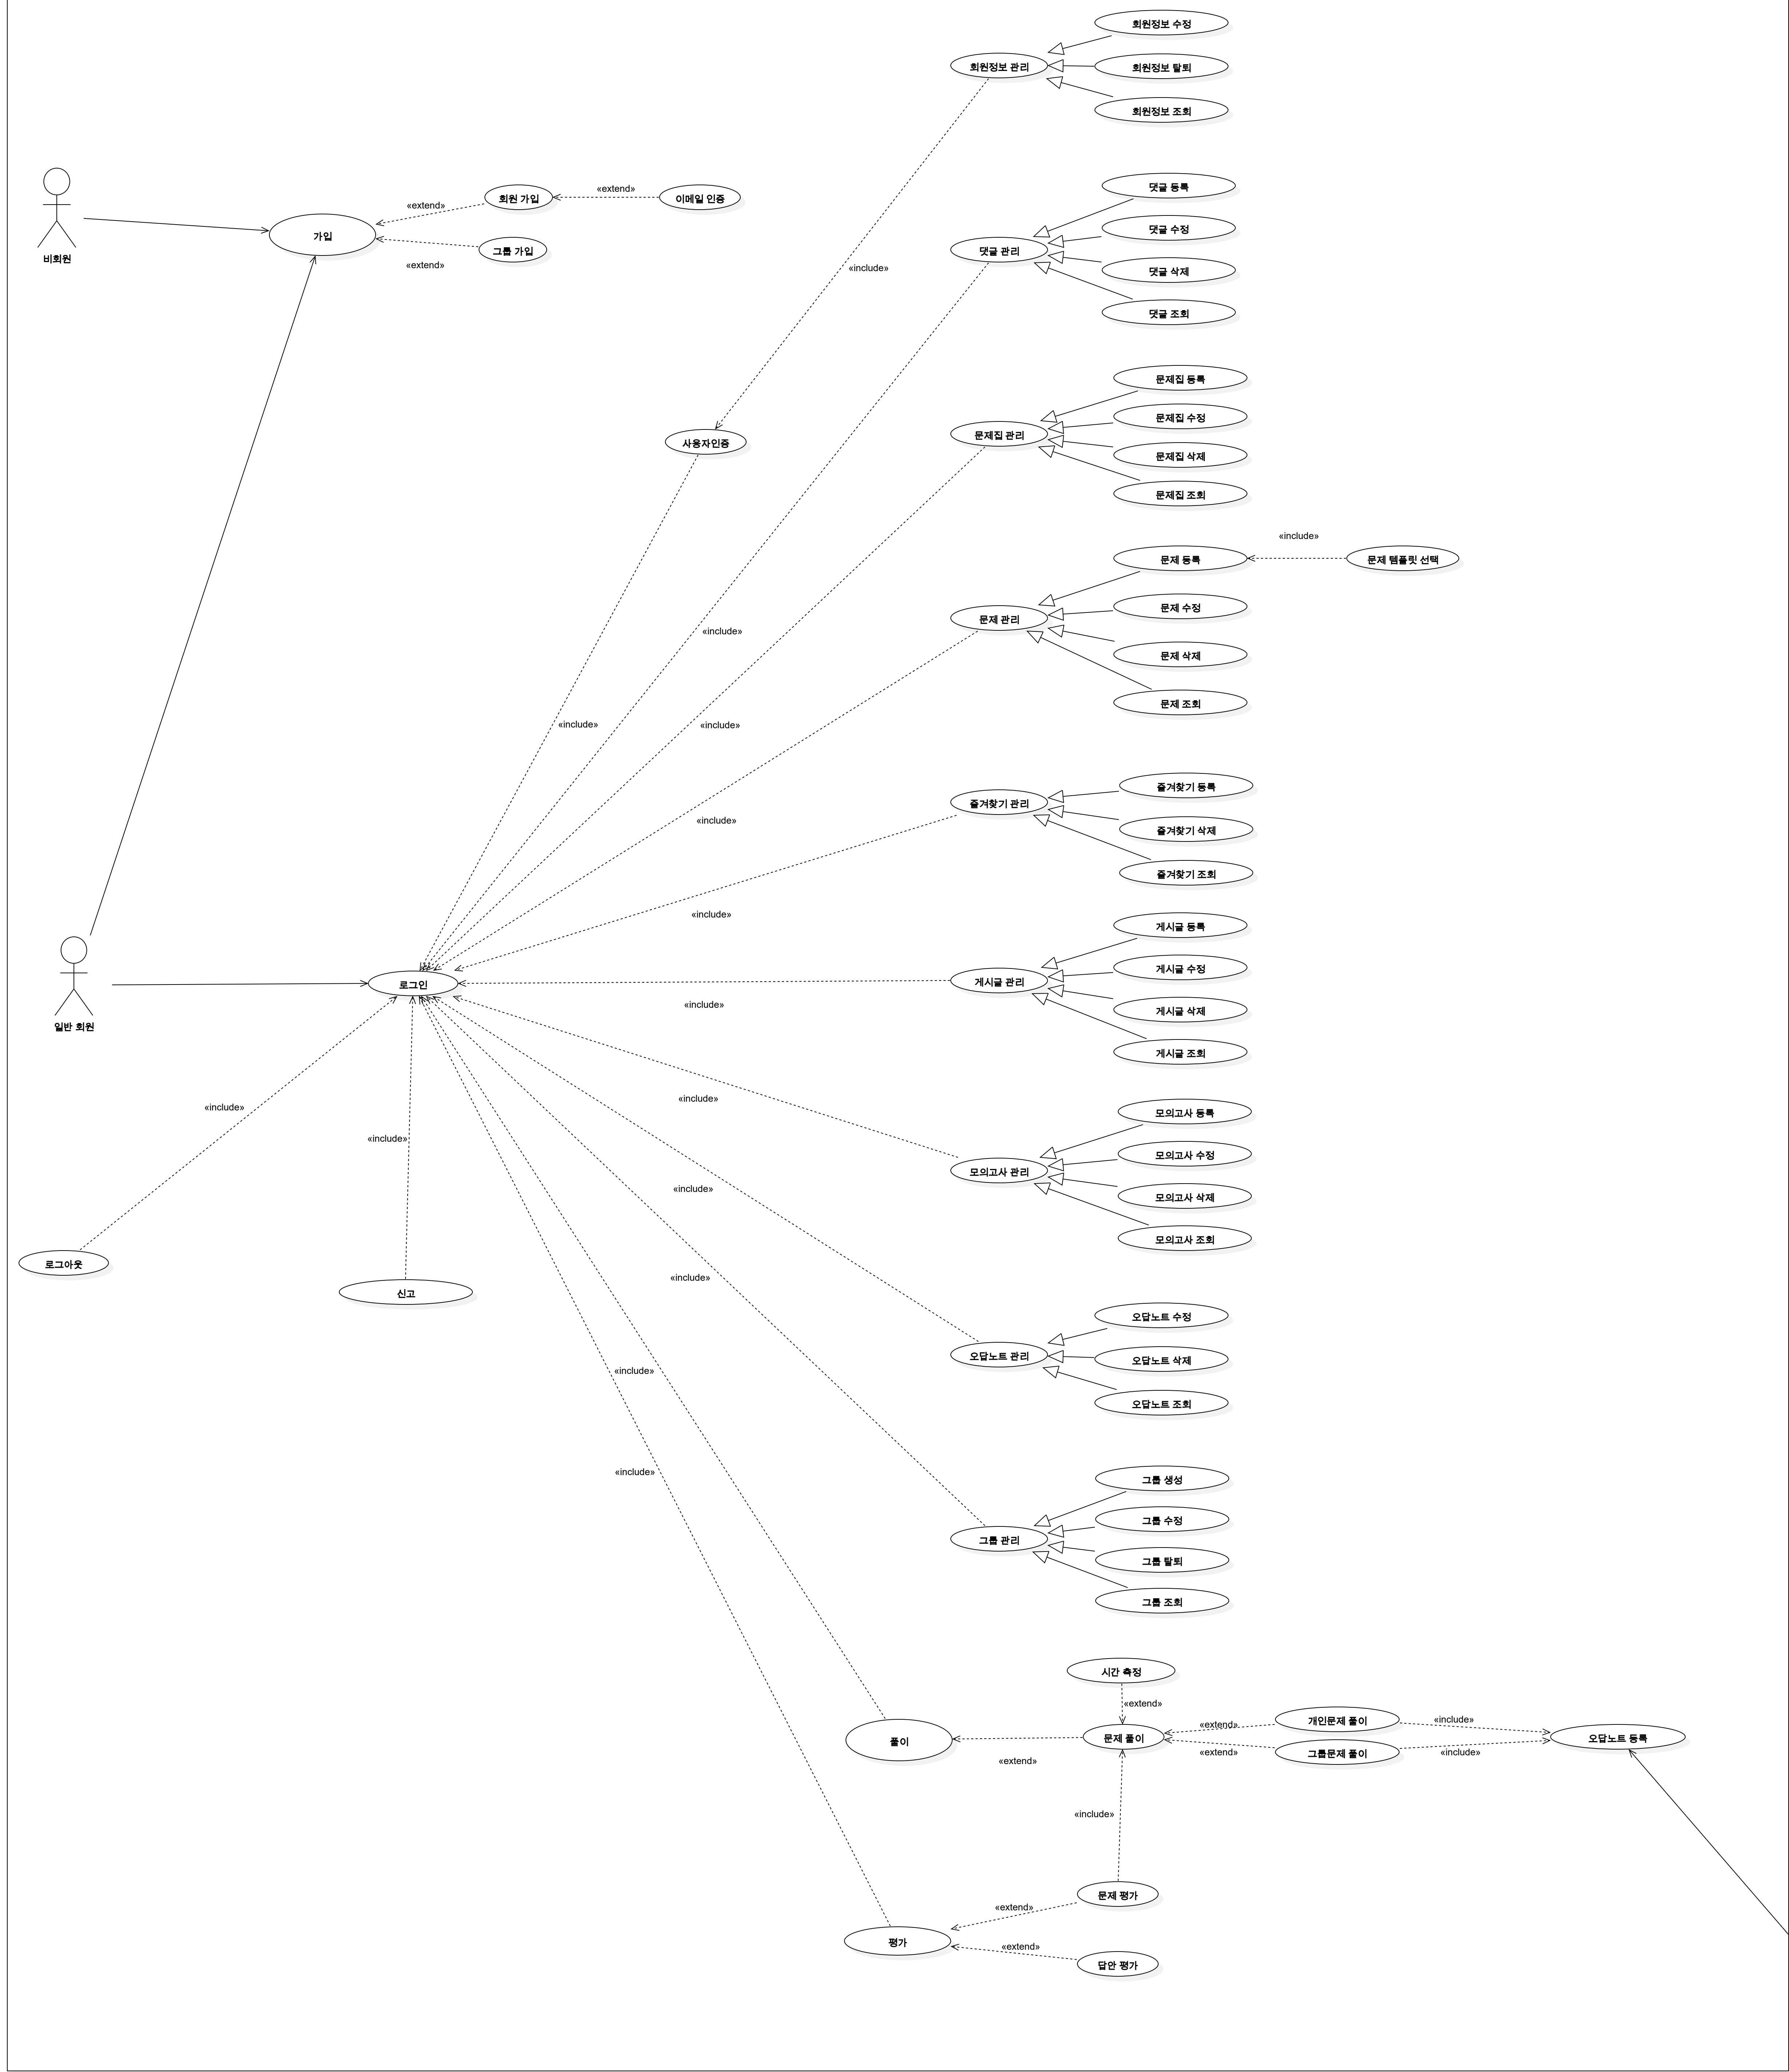 회원정보 수정
회원정보 관리
회원정보 탈퇴
회원정보 조회
비회원
가입
«extend»
회원 가입
«extend»
이메일 인증
그룹 가입
«extend»
«include»
댓글 등록
댓글 수정
댓글 관리
댓글 삭제
댓글 조회
사용자인증
문제집 등록
문제집 수정
문제집 관리
문제집 삭제
문제집 조회
«include»
문제 등록
문제 템플릿 선택
문제 수정
문제 관리
문제 삭제
문제 조회
«include»
«include»
«include»
«include»
즐겨찾기 등록
즐겨찾기 관리
즐겨찾기 삭제
즐겨찾기 조회
«include»
게시글 등록
게시글 수정
게시글 관리
게시글 삭제
게시글 조회
일반 회원
로그인
«include»
«include»
«include»
«include»
모의고사 등록
모의고사 수정
모의고사 관리
모의고사 삭제
모의고사 조회
«include»
로그아웃
신고
«include»
오답노트 수정
오답노트 관리
오답노트 삭제
오답노트 조회
«include»
«include»
그룹 생성
그룹 수정
그룹 관리
그룹 탈퇴
그룹 조회
시간 측정
«extend»
풀이
«extend»
문제 풀이
«extend»
개인문제 풀이
«include»
«extend»
그룹문제 풀이
«include»
오답노트 등록
«include»
문제 평가
«extend»
평가
«extend»
답안 평가